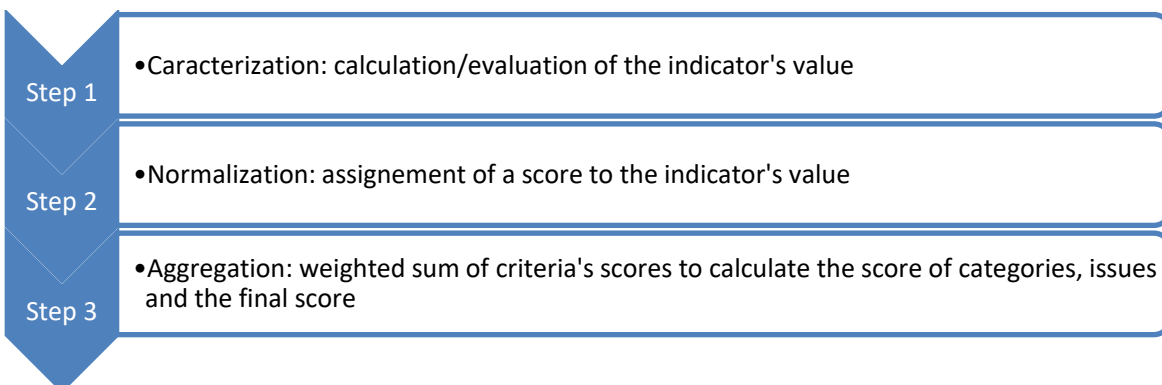 Step 1
•Caracterization: calculation/evaluation of the indicator's value
Step 2
•Normalization: assignement of a score to the indicator's value
Step 3
•Aggregation: weighted sum of criteria's scores to calculate the score of categories, issues
and the final score